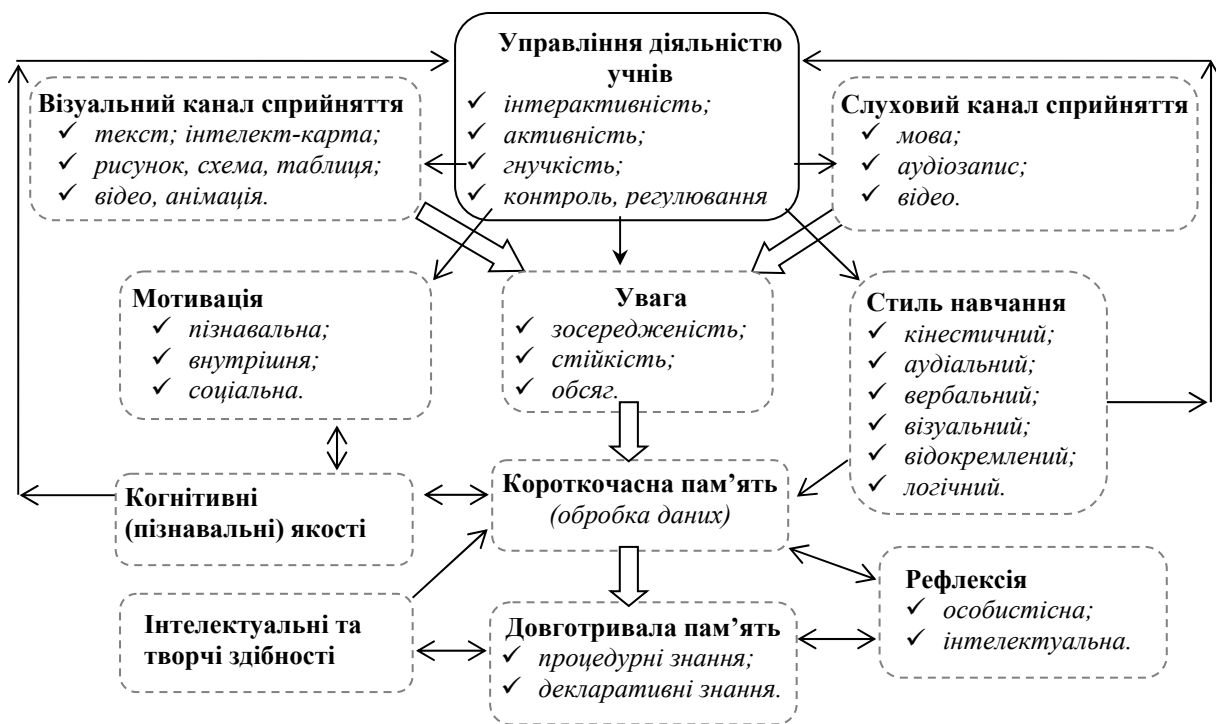 Управління діяльністю
учнів
✓ інтерактивність;
✓ активність;
✓ гнучкість;
✓ контроль, регулювання
Візуальний канал сприйняття
✓ текст; інтелект-карта;
✓ рисунок, схема, таблиця;
✓ відео, анімація.
Слуховий канал сприйняття
✓ мова;
✓ аудіозапис;
✓ відео.
Мотивація
✓ пізнавальна;
✓ внутрішня;
✓ соціальна.
Увага
✓ зосередженість;
✓ стійкість;
✓ обсяг.
Стиль навчання
✓ кінестичний;
✓ аудіальний;
✓ вербальний;
✓ візуальний;
✓ відокремлений;
✓ логічний.
Когнітивні
(пізнавальні) якості
Короткочасна пам’ять
(обробка даних)
Інтелектуальні та
творчі здібності
Довготривала пам’ять
✓ процедурні знання;
✓ декларативні знання.
Рефлексія
✓ особистісна;
✓ інтелектуальна.